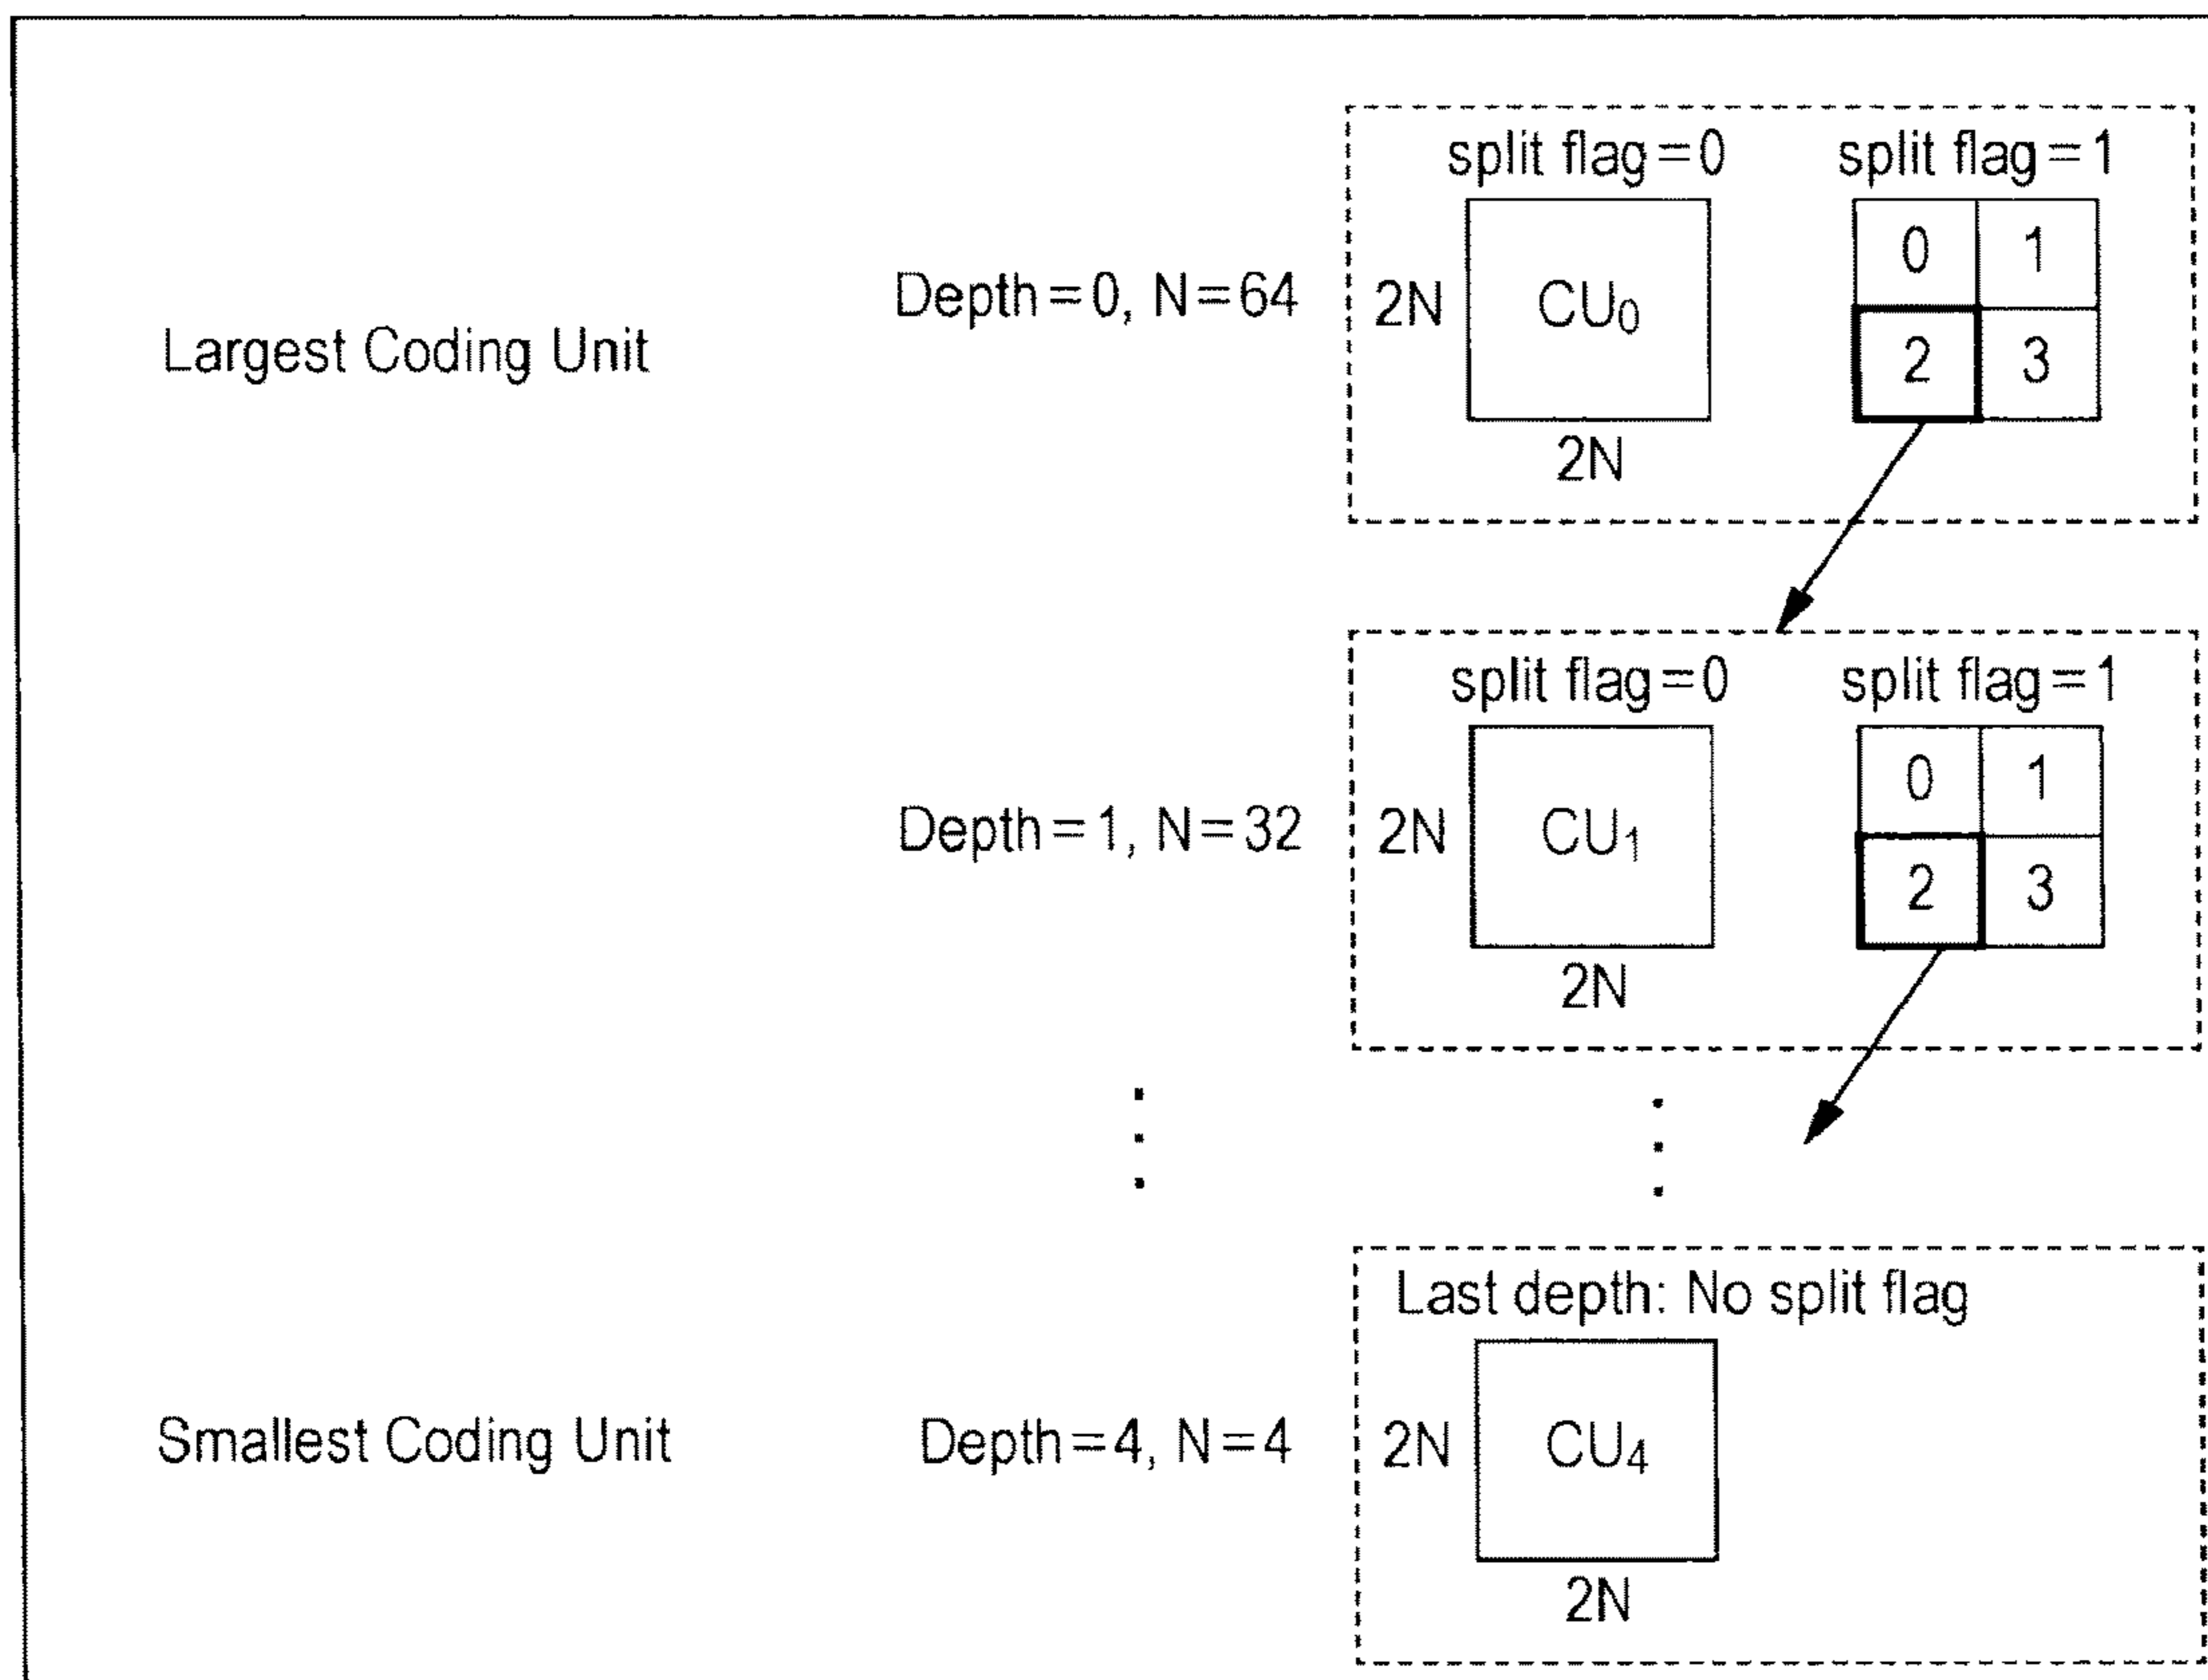 split flag=0 split flag=1
Largest Coding Unit
Depth=0, N=64
2N
CU₀
0 1
2 3
2N
split flag=0 split flag=1
Depth=1, N=32
2N
CU₁
0 1
2 3
2N
Last depth: No split flag
Smallest Coding Unit
Depth=4, N=4
2N
CU₄
2N